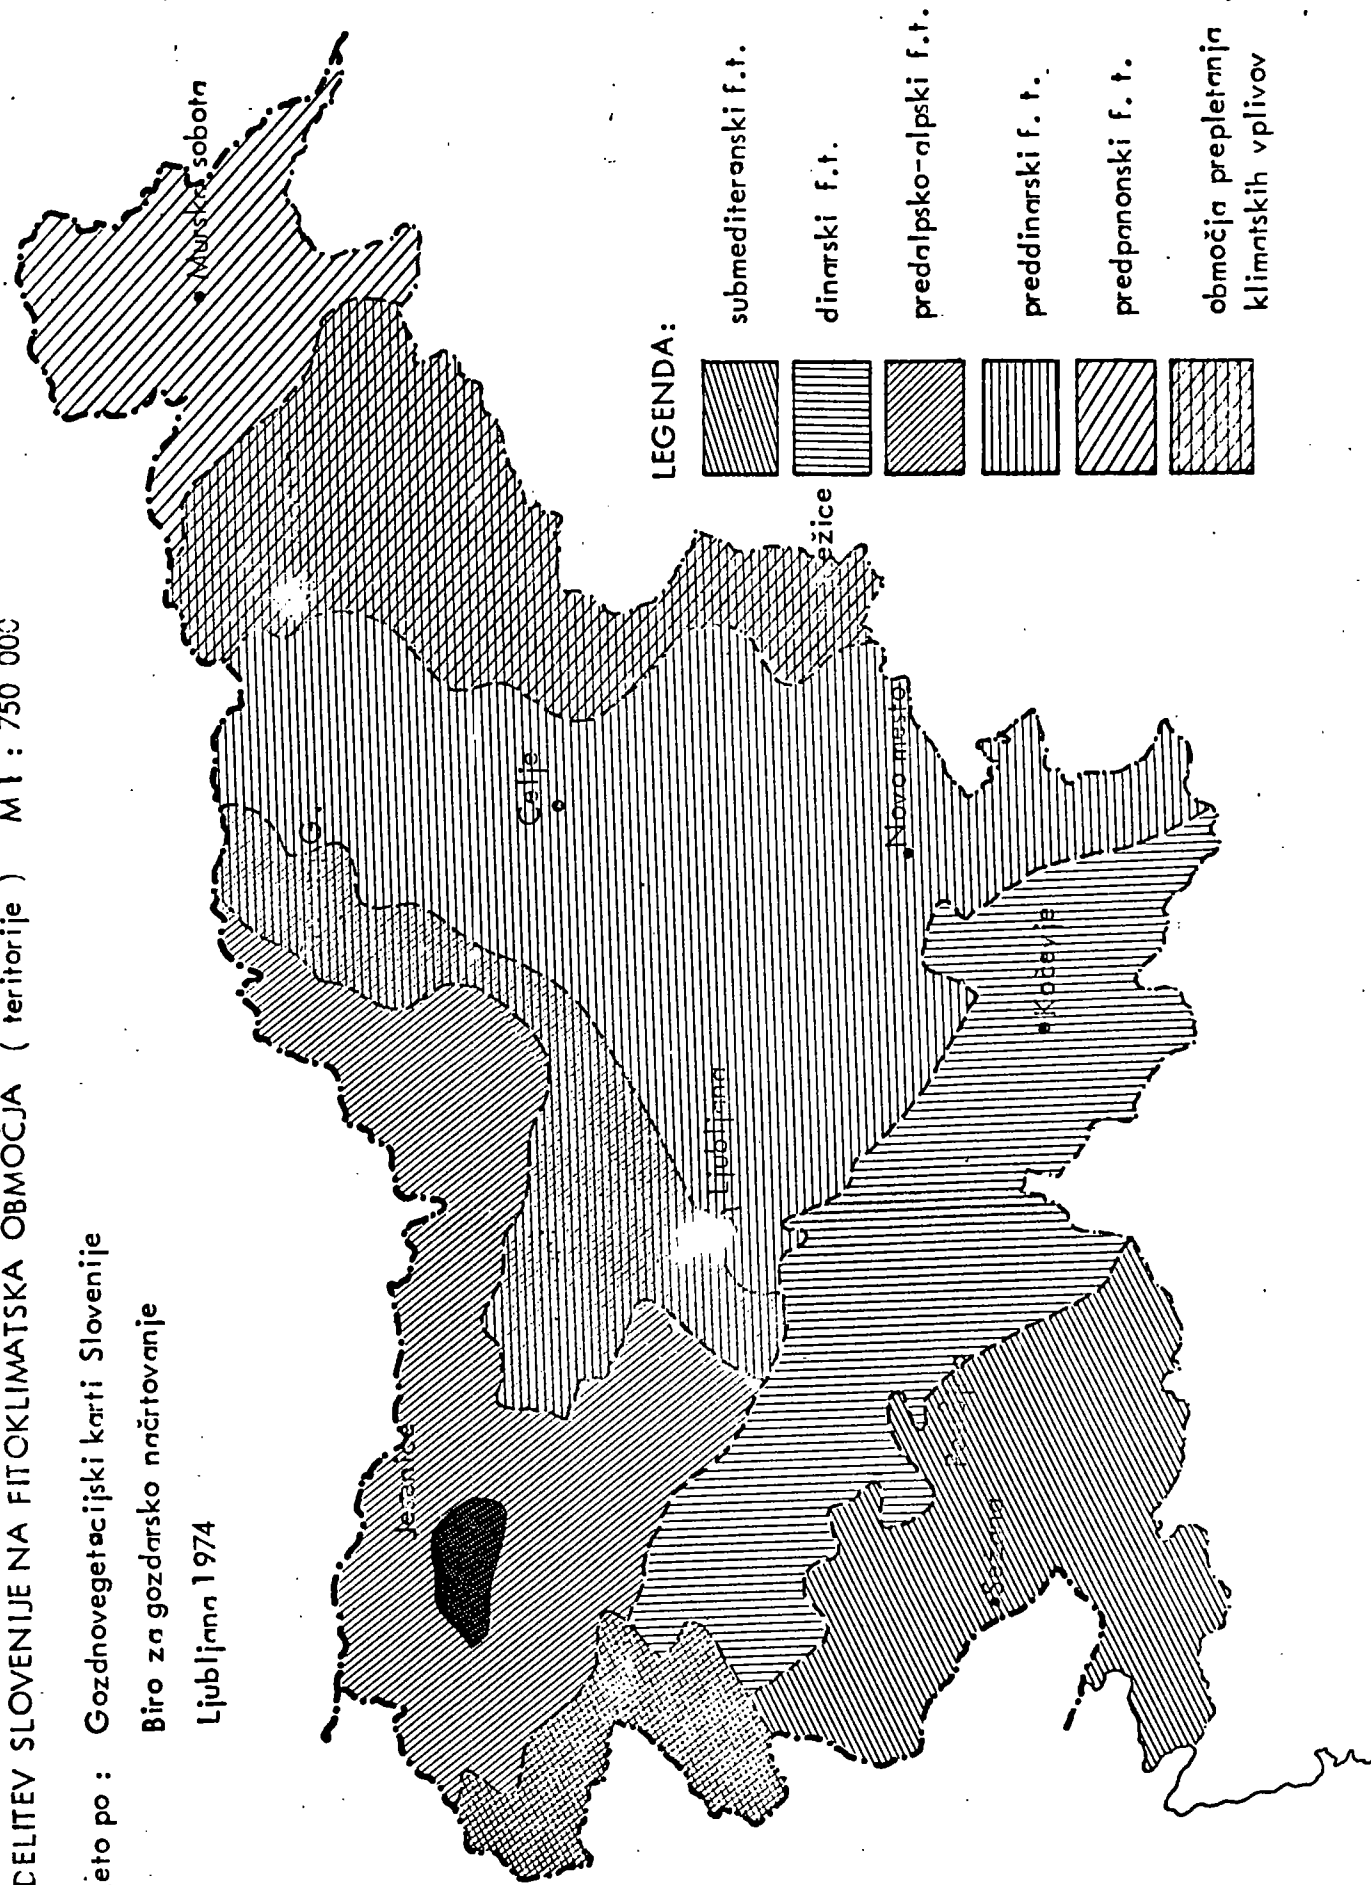 DELITEV SLOVENIJE NA FITOKLIMATSKA OBMOČJA ( teritorije ) M 1 : 750 000
eto po : Gozdnovegetacijski karti Slovenije
Biro za gozdarsko načrtovanje
Ljubljana 1974
Murska sobota
G.
Celje
ežice
Novo mesto
Ljubljana
Kočevje
Jesenice
Sežana
LEGENDA:
submediteranski f.t.
dinarski f.t.
predalpsko-alpski f.t.
preddinarski f. t.
predpanonski f. t.
območja prepletanja
klimatskih vplivov